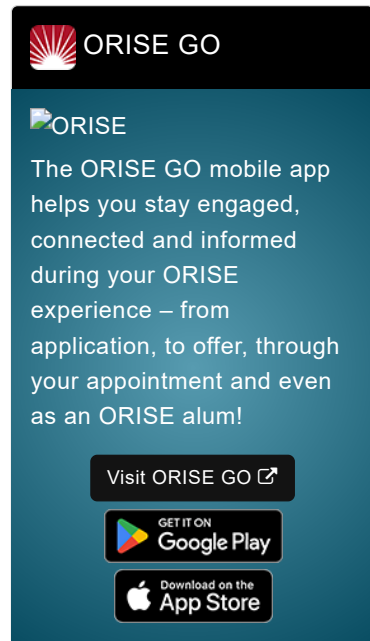 ORISE GO
ORISE
The ORISE GO mobile app
helps you stay engaged,
connected and informed
during your ORISE
experience – from
application, to offer, through
your appointment and even
as an ORISE alum!
Visit ORISE GO
GET IT ON
Google Play
Download on the
App Store